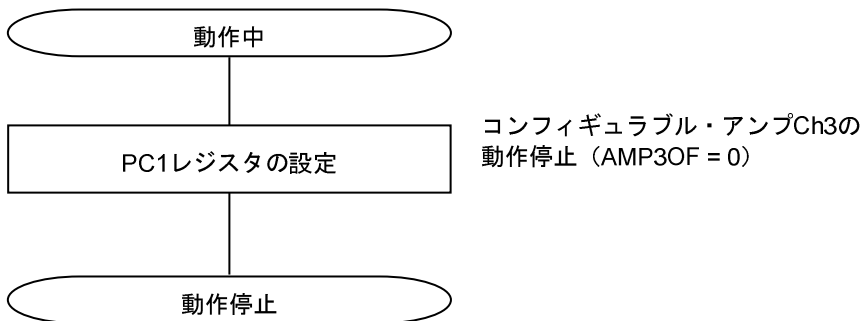 動作中
PC1レジスタの設定
コンフィギュラブル・アンプCh3の
動作停止（AMP3OF = 0）
動作停止